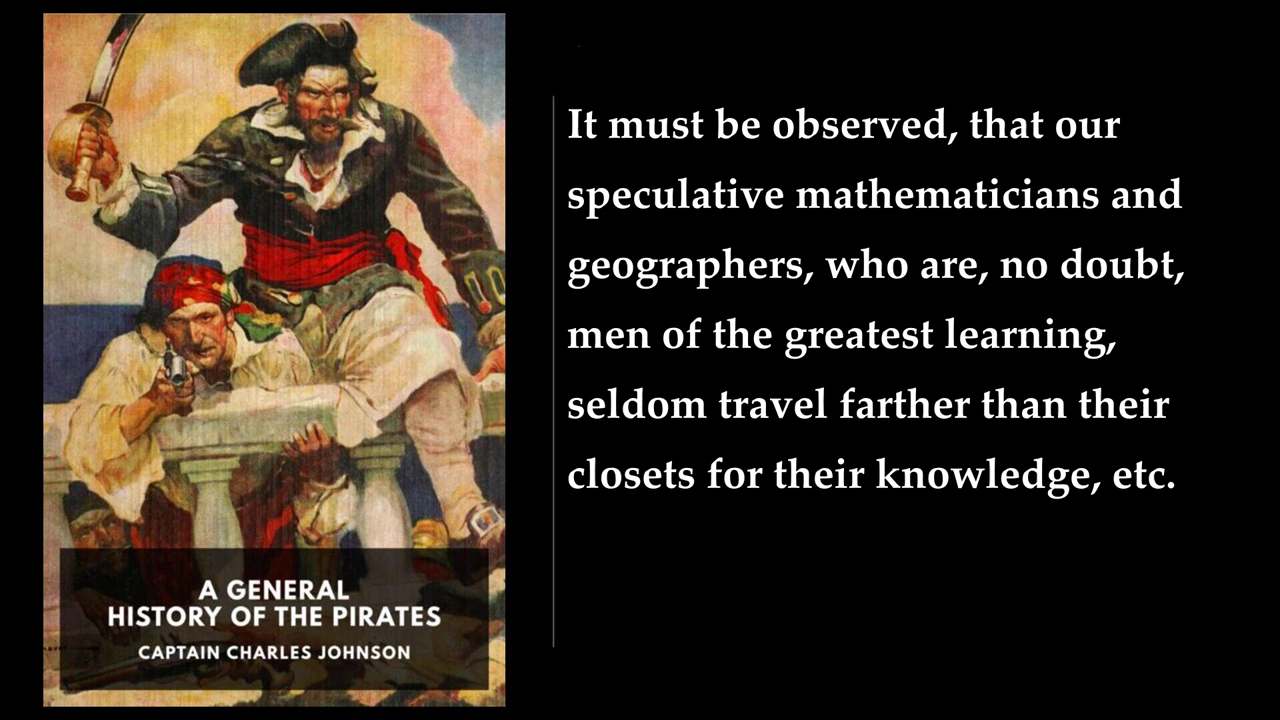 It must be observed, that our
speculative mathematicians and
geographers, who are, no doubt,
men of the greatest learning,
seldom travel farther than their
closets for their knowledge, etc.
A GENERAL
HISTORY OF THE PIRATES
CAPTAIN CHARLES JOHNSON